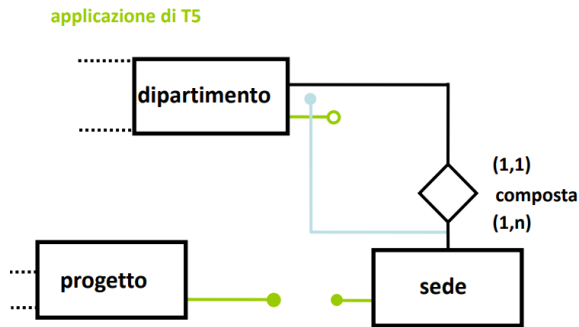 applicazione di T5
dipartimento
(1,1)
composta
(1,n)
progetto
sede